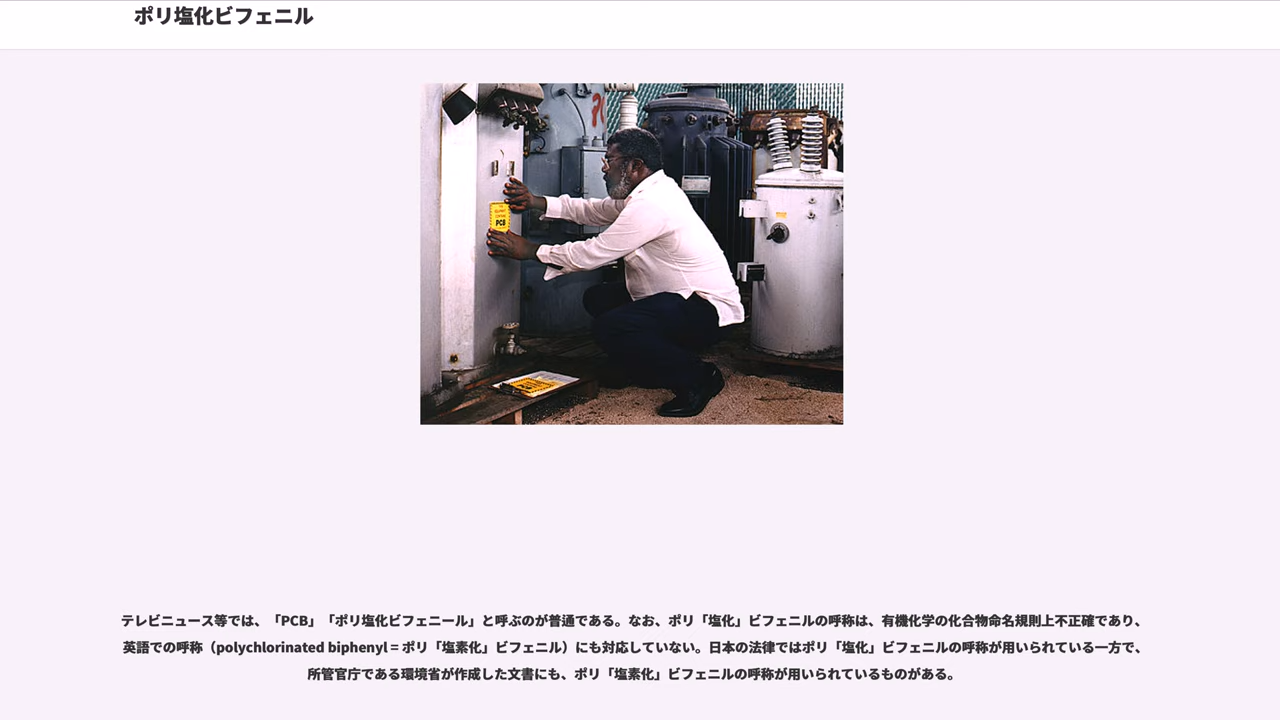 ポリ塩化ビフェニル
PCB
テレビニュース等では、「PCB」「ポリ塩化ビフェニール」と呼ぶのが普通である。なお、ポリ「塩化」ビフェニルの呼称は、有機化学の化合物命名規則上不正確であり、
英語での呼称（polychlorinated biphenyl = ポリ「塩素化」ビフェニル）にも対応していない。日本の法律ではポリ「塩化」ビフェニルの呼称が用いられている一方で、
所管官庁である環境省が作成した文書にも、ポリ「塩素化」ビフェニルの呼称が用いられているものがある。